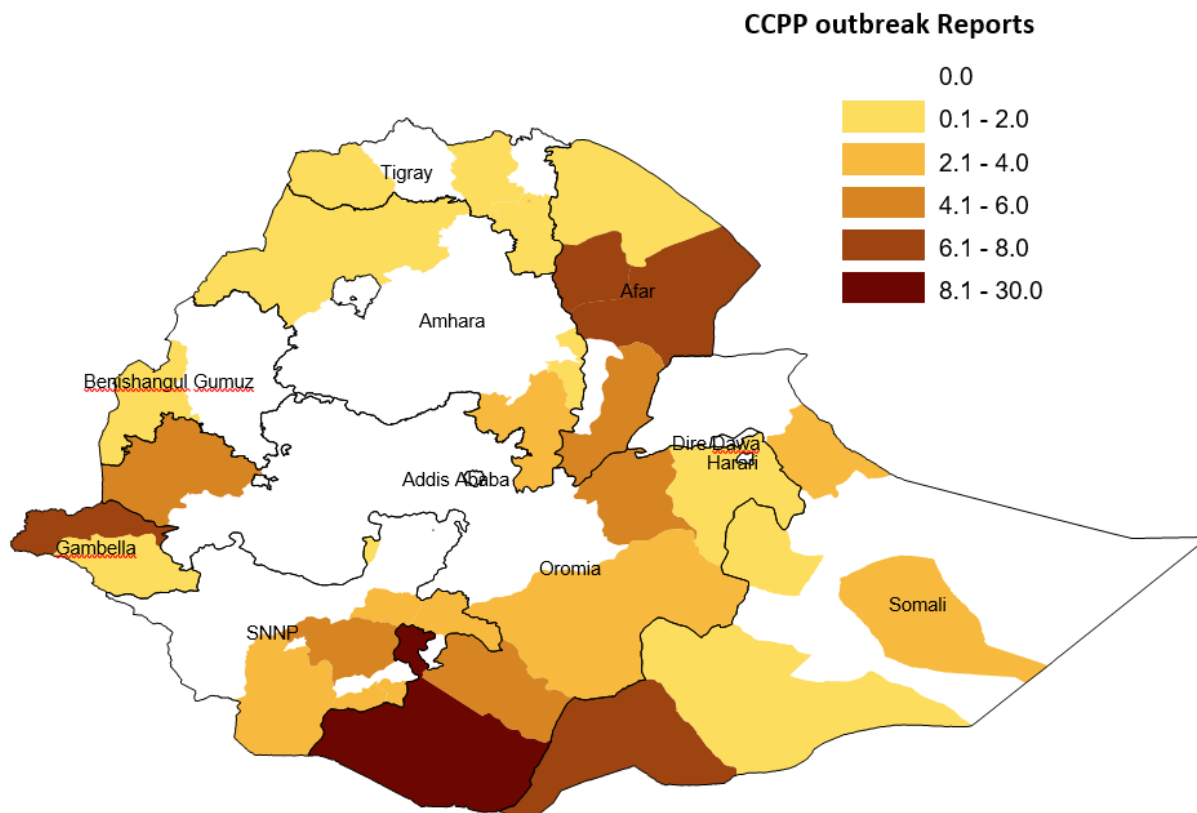 CCPP outbreak Reports
0.0
0.1 - 2.0
2.1 - 4.0
4.1 - 6.0
6.1 - 8.0
8.1 - 30.0
Tigray
Afar
Amhara
Benishangul Gumuz
Dire Dawa
Harari
Addis Ababa
Gambella
Oromia
Somali
SNNP